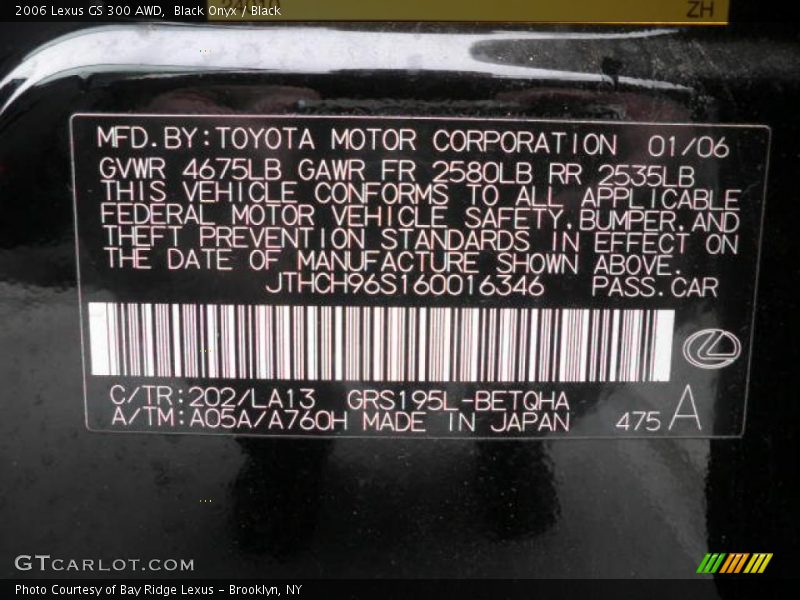 2006 Lexus GS 300 AWD,  Black Onyx / Black
ZH
MFD.BY:TOYOTA MOTOR CORPORATION 01/06
GVWR 4675LB GAWR FR 2580LB RR 2535LB
THIS VEHICLE CONFORMS TO ALL APPLICABLE
FEDERAL MOTOR VEHICLE SAFETY,BUMPER,AND
THEFT PREVENTION STANDARDS IN EFFECT ON
THE DATE OF MANUFACTURE SHOWN ABOVE.
JTHCH96S160016346 PASS.CAR
C/TR:202/LA13 GRS195L-BETQHA
A/TM:A05A/A760H MADE IN JAPAN 475 A
GTCARLOT.COM
Photo Courtesy of Bay Ridge Lexus - Brooklyn, NY